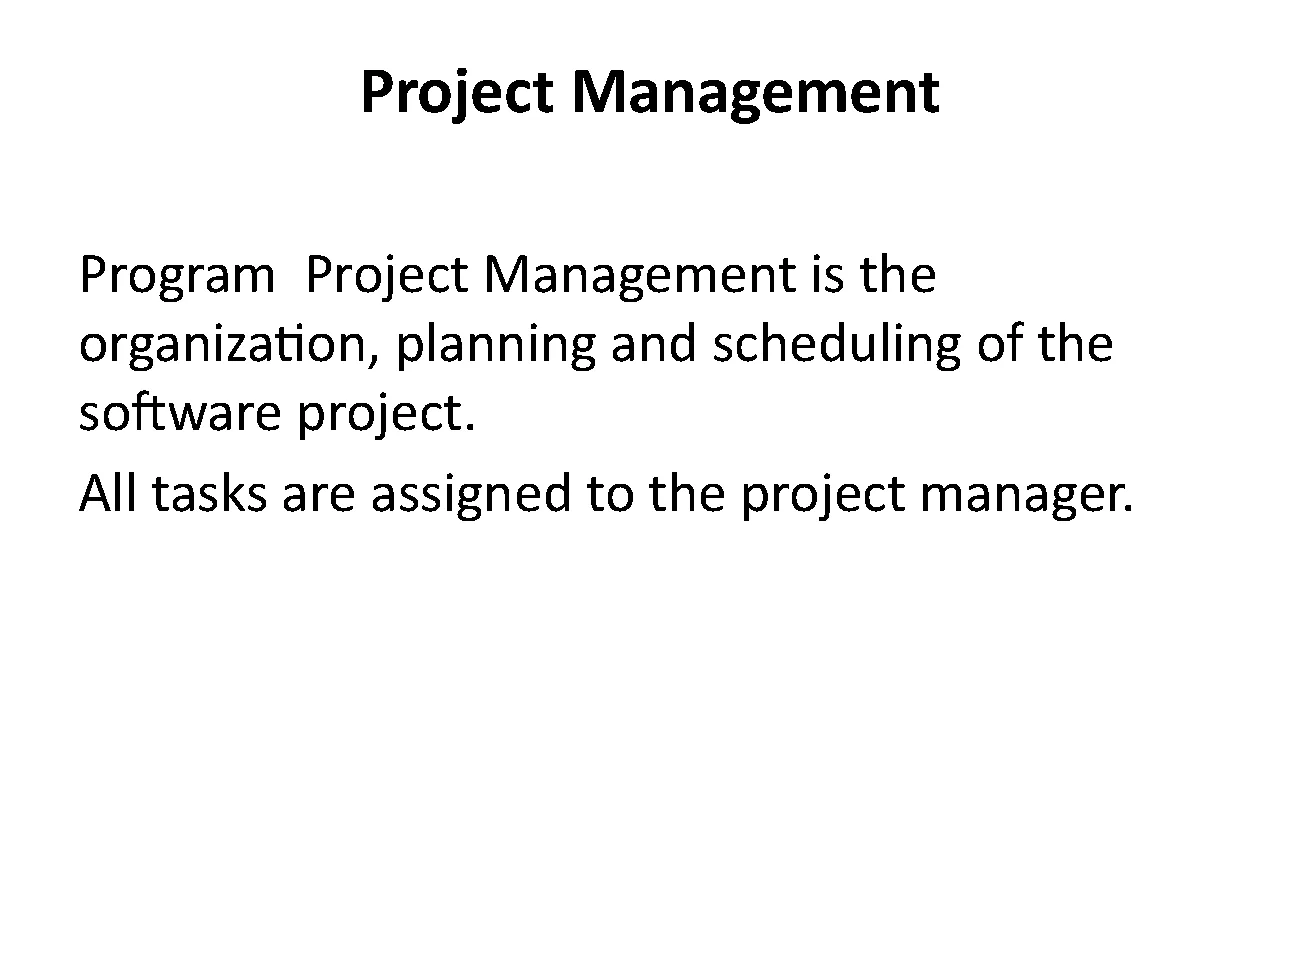 Project Management
Program  Project Management is the
organization, planning and scheduling of the
software project.
All tasks are assigned to the project manager.